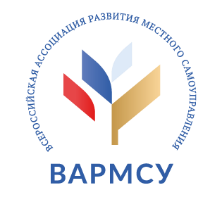 ВСЕРОССИЙСКАЯ АССОЦИАЦИЯ РАЗВИТИЯ МЕСТНОГО САМОУПРАВЛЕНИЯ
ВАРМСУ